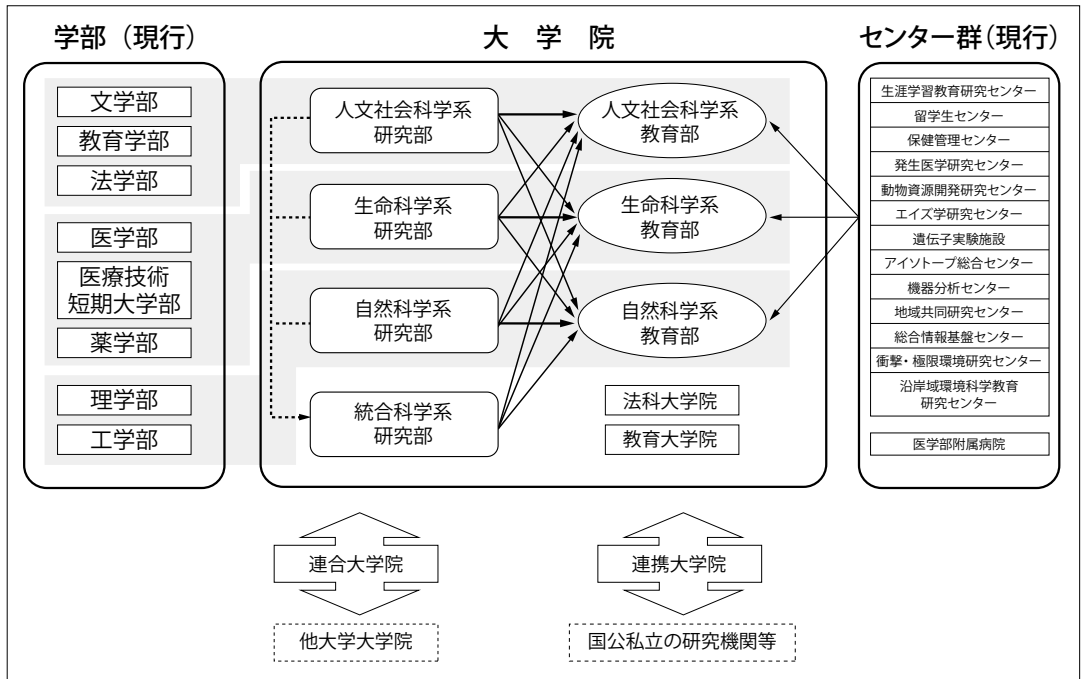 学部（現行）
文学部
教育学部
法学部
医学部
医療技術
短期大学部
薬学部
理学部
工学部
大学院
人文社会科学系
研究部
生命科学系
研究部
自然科学系
研究部
統合科学系
研究部
人文社会科学系
教育部
生命科学系
教育部
自然科学系
教育部
法科大学院
教育大学院
センター群（現行）
生涯学習教育研究センター
留学生センター
保健管理センター
発生医学研究センター
動物資源開発研究センター
エイズ学研究センター
遺伝子実験施設
アイソトープ総合センター
機器分析センター
地域共同研究センター
総合情報基盤センター
衝撃・極限環境研究センター
沿岸域環境科学教育
研究センター
医学部附属病院
連合大学院
他大学大学院
連携大学院
国公私立の研究機関等